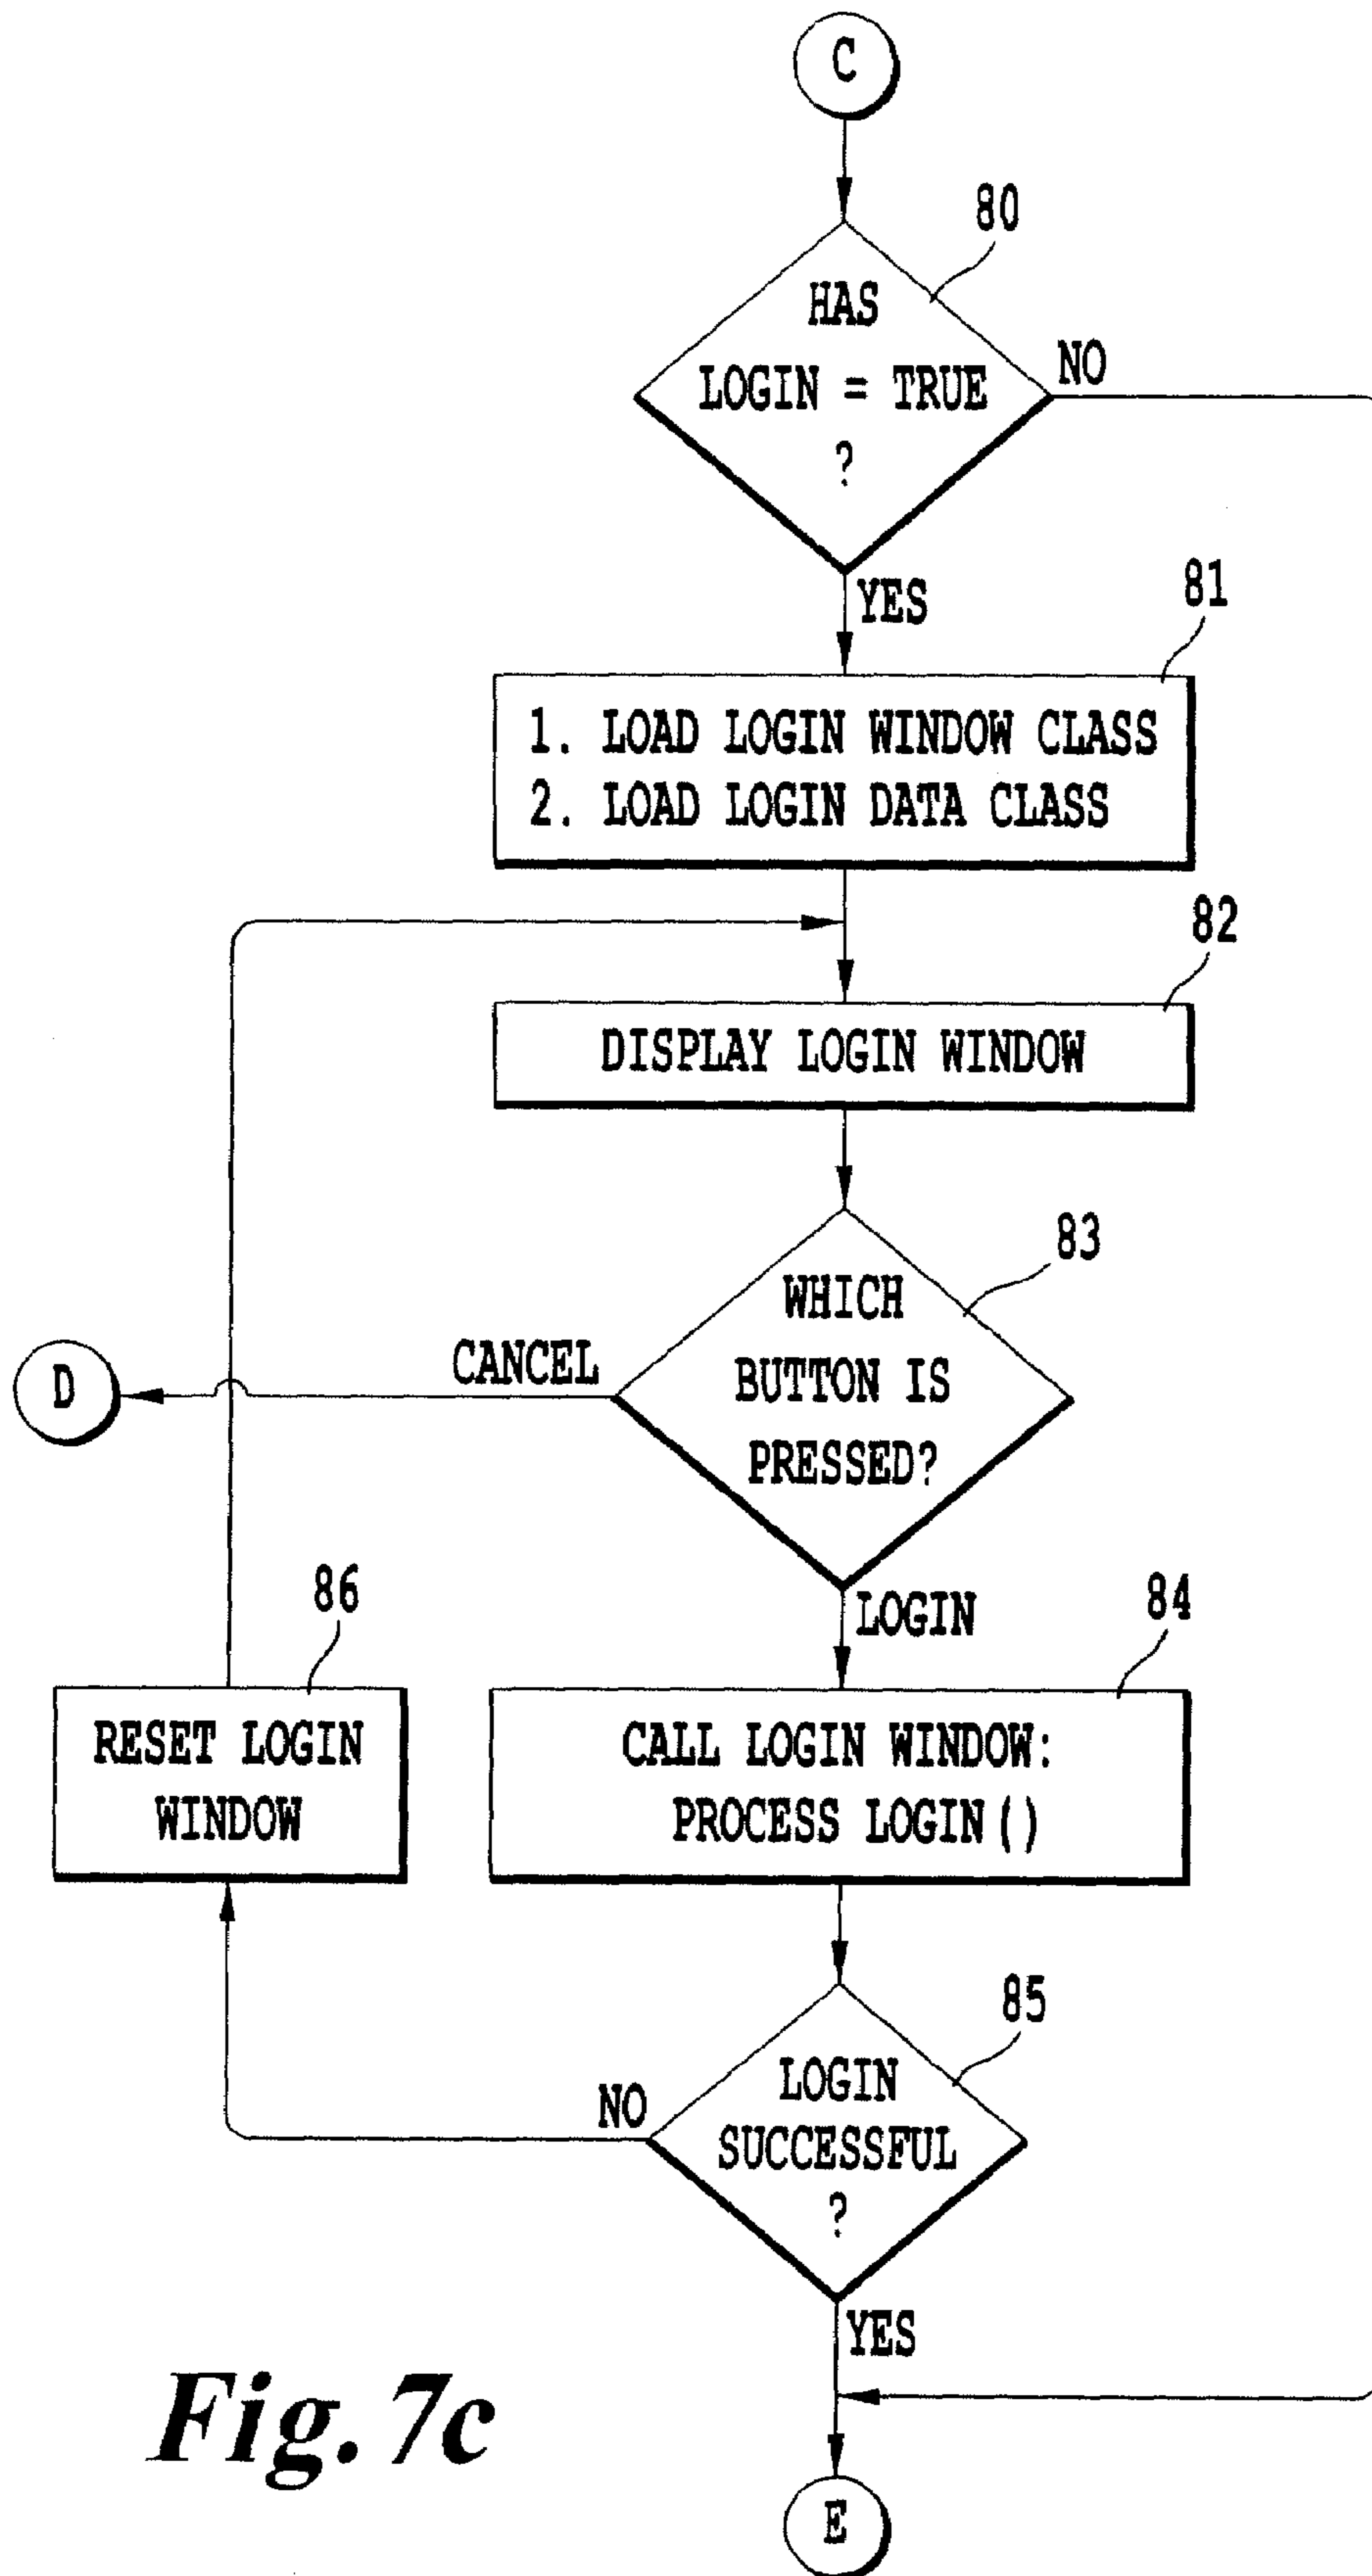 C
80
HAS
LOGIN = TRUE
?
NO
YES
81
1. LOAD LOGIN WINDOW CLASS
2. LOAD LOGIN DATA CLASS
82
DISPLAY LOGIN WINDOW
83
WHICH
BUTTON IS
PRESSED?
CANCEL
D
LOGIN
86
RESET LOGIN
WINDOW
84
CALL LOGIN WINDOW:
PROCESS LOGIN()
85
LOGIN
SUCCESSFUL
?
NO
YES
E
Fig. 7c